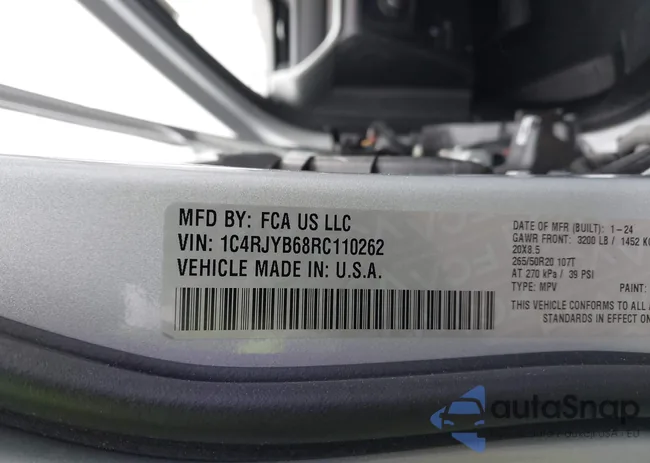 MFD BY: FCA US LLC
VIN: 1C4RJYB68RC110262
VEHICLE MADE IN: U.S.A.
DATE OF MFR (BUILT): 1-24
GAWR FRONT: 3200 LB / 1452 KG
20X8.5
265/50R20 107T
AT 270 kPa / 39 PSI
TYPE: MPV PAINT:
THIS VEHICLE CONFORMS TO ALL
STANDARDS IN EFFECT ON
autoSnap